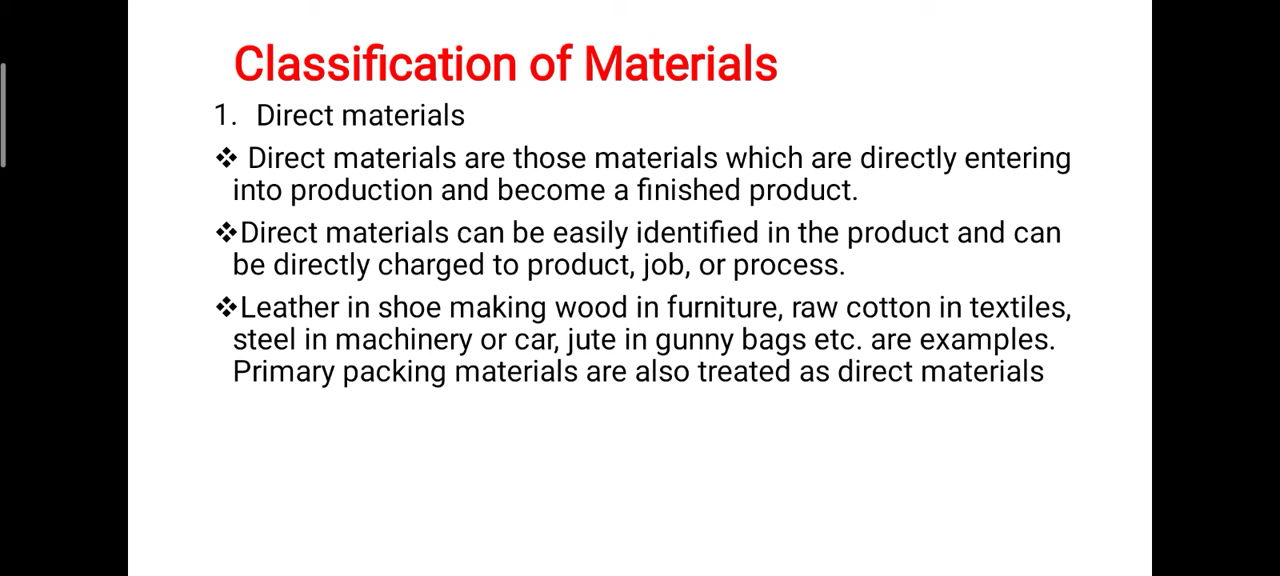 Classification of Materials
1. Direct materials
❖ Direct materials are those materials which are directly entering
into production and become a finished product.
❖Direct materials can be easily identified in the product and can
be directly charged to product, job, or process.
❖Leather in shoe making wood in furniture, raw cotton in textiles,
steel in machinery or car, jute in gunny bags etc. are examples.
Primary packing materials are also treated as direct materials